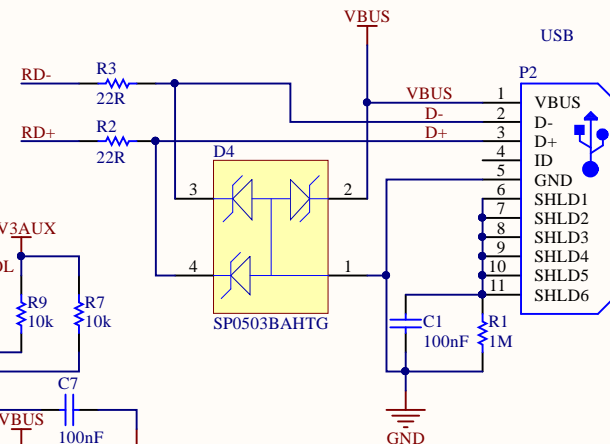 VBUS
USB
RD-
R3
22R
P2
VBUS
1
VBUS
D-
2
D-
RD+
R2
22R
D+
3
D+
4
ID
5
GND
6
SHLD1
7
SHLD2
8
SHLD3
9
SHLD4
10
SHLD5
11
SHLD6
D4
3
2
4
1
SP0503BAHTG
V3AUX
OL
R9
10k
R7
10k
C1
100nF
R1
1M
C7
100nF
VBUS
GND